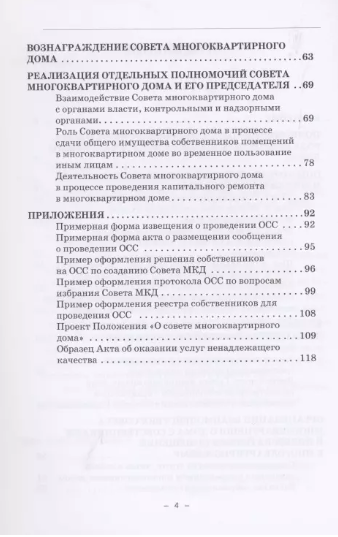 ВОЗНАГРАЖДЕНИЕ СОВЕТА МНОГОКВАРТИРНОГО
ДОМА ........ 63
РЕАЛИЗАЦИЯ ОТДЕЛЬНЫХ ПОЛНОМОЧИЙ СОВЕТА
МНОГОКВАРТИРНОГО ДОМА И ЕГО ПРЕДСЕДАТЕЛЯ .. 69
Взаимодействие Совета многоквартирного дома
с органами власти, контрольными и надзорными
органами. ........ 69
Роль Совета многоквартирного дома в процессе
сдачи общего имущества собственников помещений
в многоквартирном доме во временное пользование
иным лицам ........ 78
Деятельность Совета многоквартирного дома
в процессе проведения капитального ремонта
в многоквартирном доме ........ 83
ПРИЛОЖЕНИЯ ........ 92
Примерная форма извещения о проведении ОСС ... 92
Примерная форма акта о размещении сообщения
о проведении ОСС ........ 95
Пример оформления решения собственников
на ОСС по созданию Совета МКД ........ 96
Пример оформления протокола ОСС по вопросам
избрания Совета МКД ........ 99
Пример оформления реестра собственников для
проведения ОСС ........ 108
Проект Положения «О совете многоквартирного
дома» ........ 109
Образец Акта об оказании услуг ненадлежащего
качества ........ 118
– 4 –